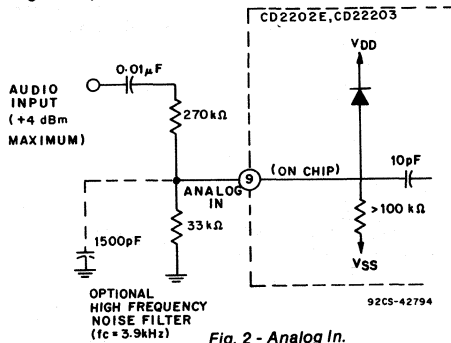 CD2202E, CD22203
VDD
0.01µF
AUDIO
INPUT
(+4 dBm
MAXIMUM)
270kΩ
10pF
9
(ON CHIP)
ANALOG
IN
33kΩ
>100 kΩ
1500pF
VSS
OPTIONAL
HIGH FREQUENCY
NOISE FILTER
(fc = 3.9kHz)
92CS-42794
Fig. 2 - Analog In.